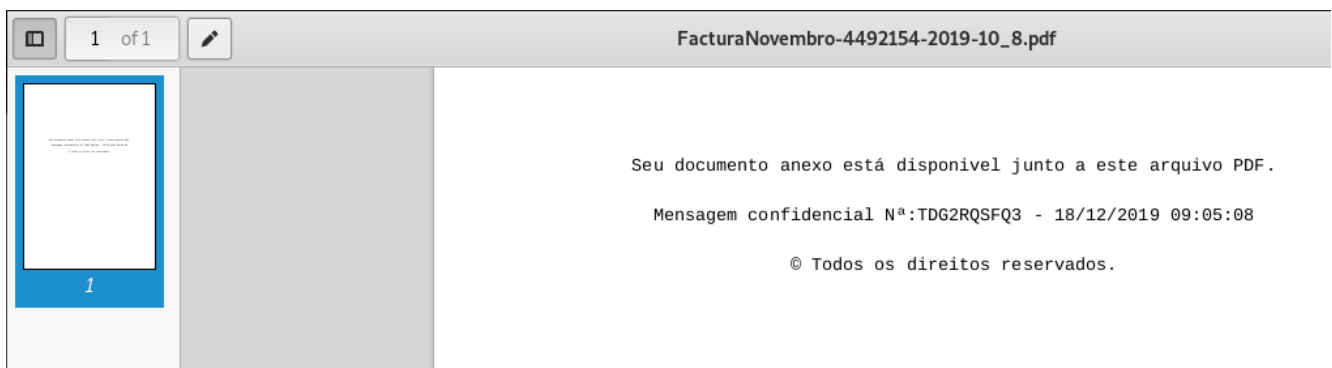 1 of 1
FacturaNovembro-4492154-2019-10_8.pdf
Seu documento anexo está disponivel junto a este arquivo PDF.
Mensagem confidencial Nª:TDG2RQSFQ3 - 18/12/2019 09:05:08
© Todos os direitos reservados.
1